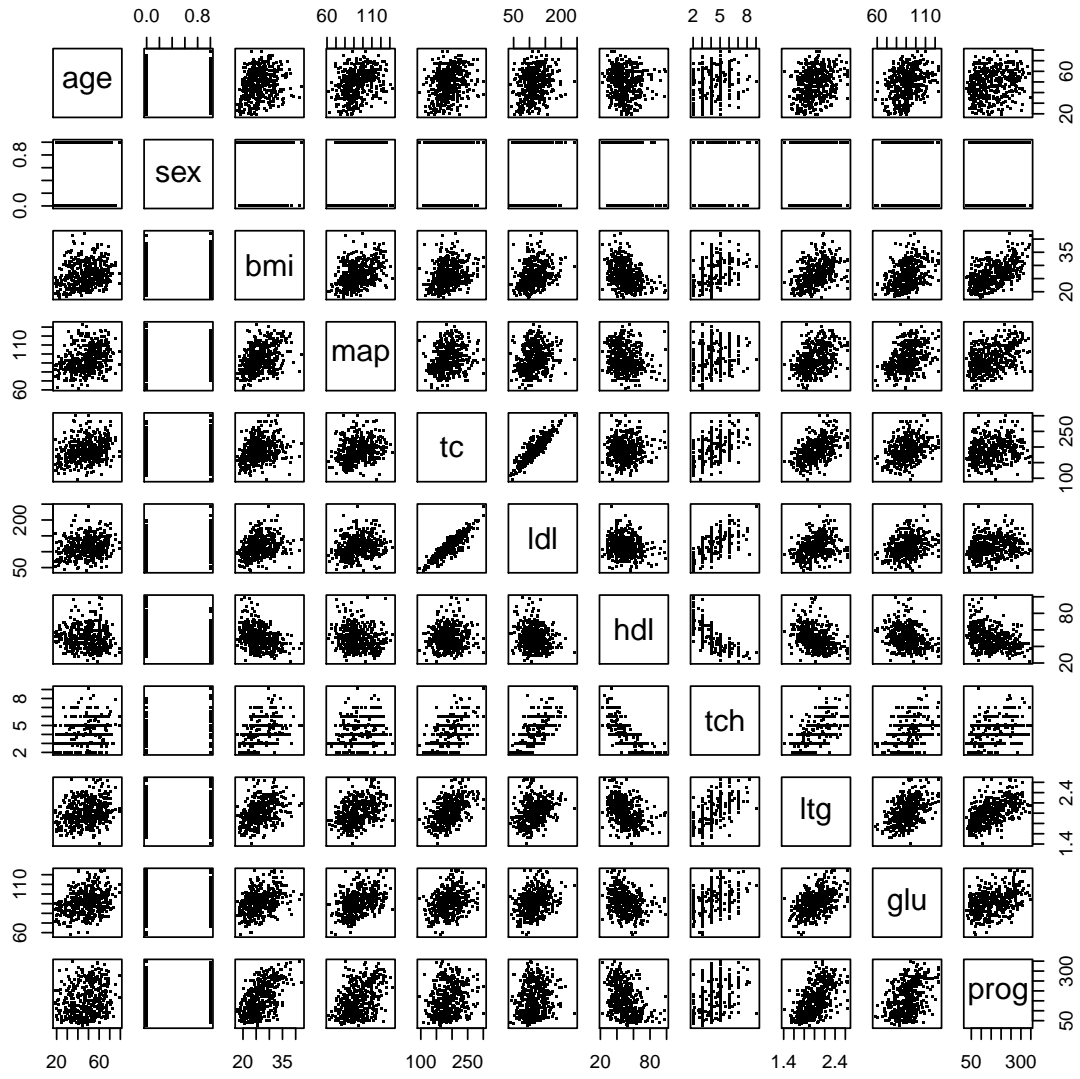 0.0 0.8 60 110 50 200 2 5 8 60 110
age 20 60
0.0 0.8 sex
bmi 20 35
60 110 map
tc 100 250
50 200 ldl
hdl 20 80
2 5 8 tch
ltg 1.4 2.4
60 110 glu
prog 50 300
20 60 20 35 100 250 20 80 1.4 2.4 50 300